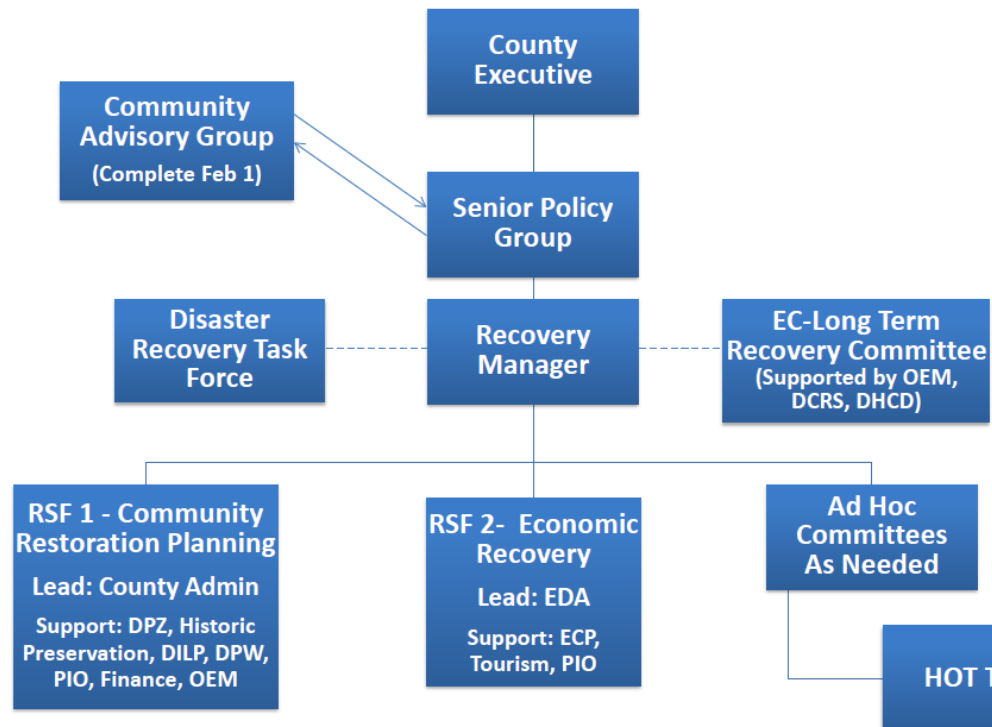 County
Executive
Community
Advisory Group
(Complete Feb 1)
Senior Policy
Group
Disaster
Recovery Task
Force
Recovery
Manager
EC-Long Term
Recovery Committee
(Supported by OEM,
DCRS, DHCD)
RSF 1 - Community
Restoration Planning
Lead: County Admin
Support: DPZ, Historic
Preservation, DILP, DPW,
PIO, Finance, OEM
RSF 2-  Economic
Recovery
Lead: EDA
Support: ECP,
Tourism, PIO
Ad Hoc
Committees
As Needed
HOT